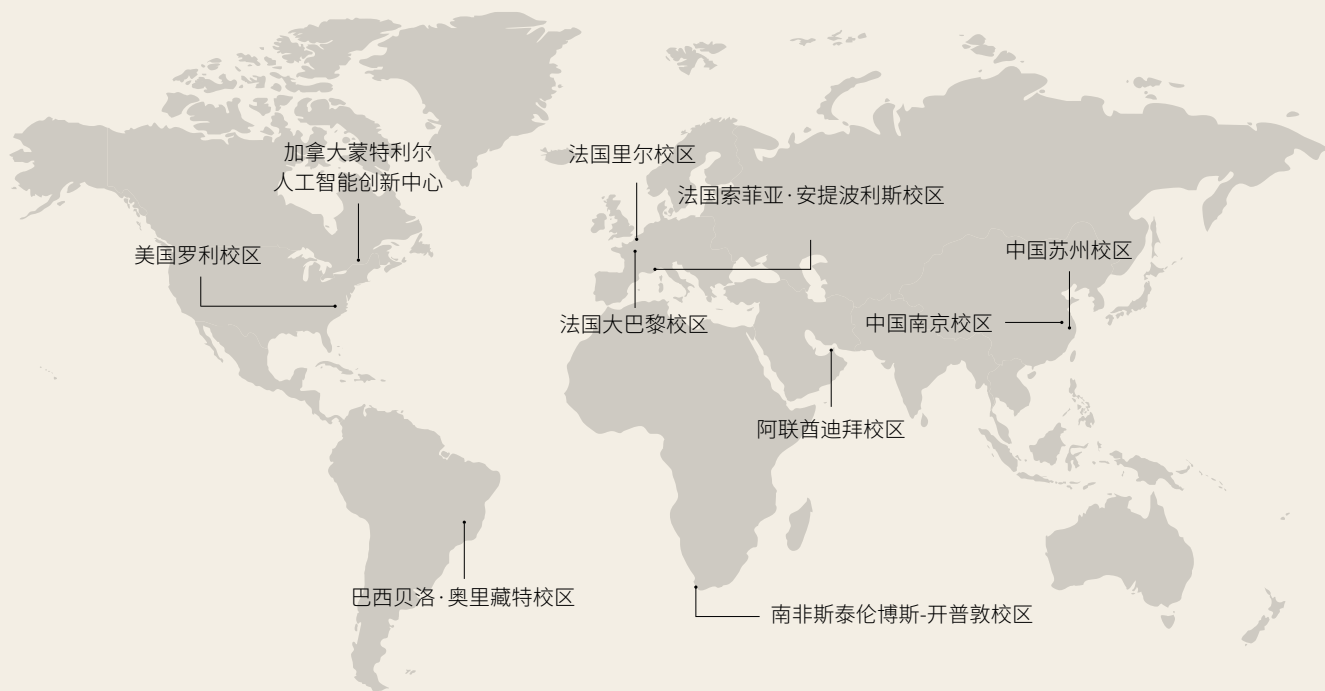 加拿大蒙特利尔
人工智能创新中心
法国里尔校区
法国索菲亚·安提波利斯校区
美国罗利校区
中国苏州校区
法国大巴黎校区
中国南京校区
阿联酋迪拜校区
巴西贝洛·奥里藏特校区
南非斯泰伦博斯-开普敦校区